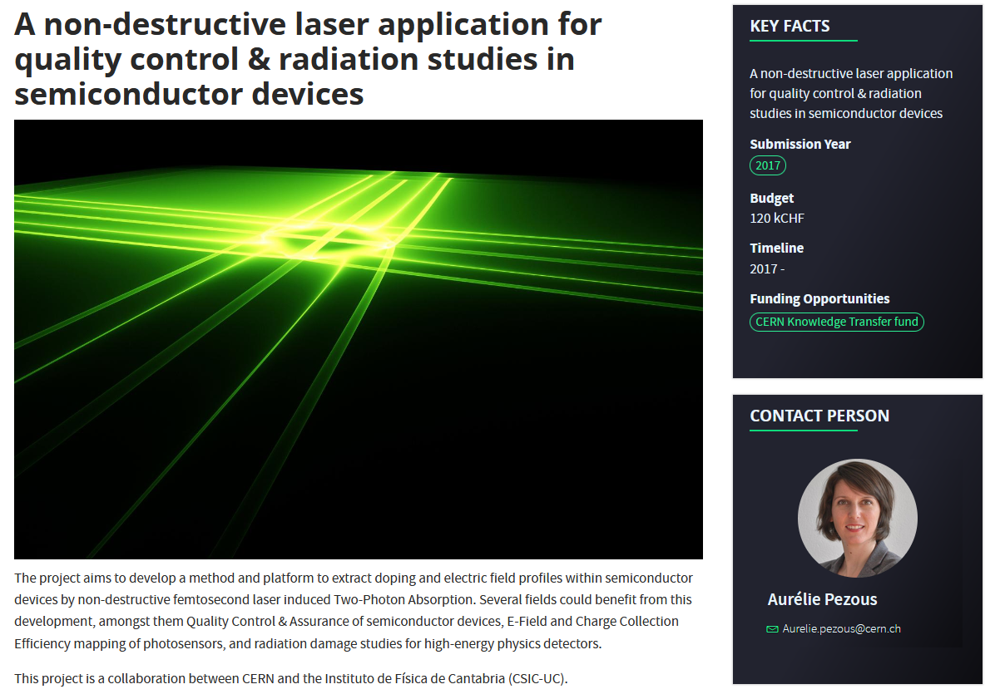 A non-destructive laser application for
quality control & radiation studies in
semiconductor devices
The project aims to develop a method and platform to extract doping and electric field profiles within semiconductor
devices by non-destructive femtosecond laser induced Two-Photon Absorption. Several fields could benefit from this
development, amongst them Quality Control & Assurance of semiconductor devices, E-Field and Charge Collection
Efficiency mapping of photosensors, and radiation damage studies for high-energy physics detectors.
This project is a collaboration between CERN and the Instituto de Física de Cantabria (CSIC-UC).
KEY FACTS
A non-destructive laser application
for quality control & radiation
studies in semiconductor devices
Submission Year
2017
Budget
120 kCHF
Timeline
2017 -
Funding Opportunities
CERN Knowledge Transfer fund
CONTACT PERSON
Aurélie Pezous
Aurelie.pezous@cern.ch